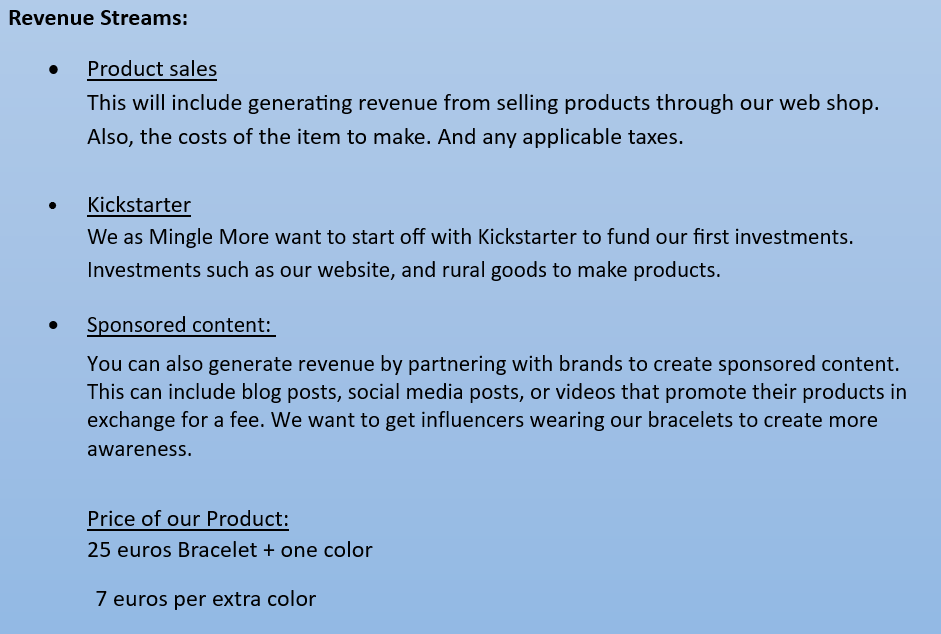 Revenue Streams:
• Product sales
This will include generating revenue from selling products through our web shop.
Also, the costs of the item to make. And any applicable taxes.
• Kickstarter
We as Mingle More want to start off with Kickstarter to fund our first investments.
Investments such as our website, and rural goods to make products.
• Sponsored content:
You can also generate revenue by partnering with brands to create sponsored content.
This can include blog posts, social media posts, or videos that promote their products in
exchange for a fee. We want to get influencers wearing our bracelets to create more
awareness.
Price of our Product:
25 euros Bracelet + one color
7 euros per extra color